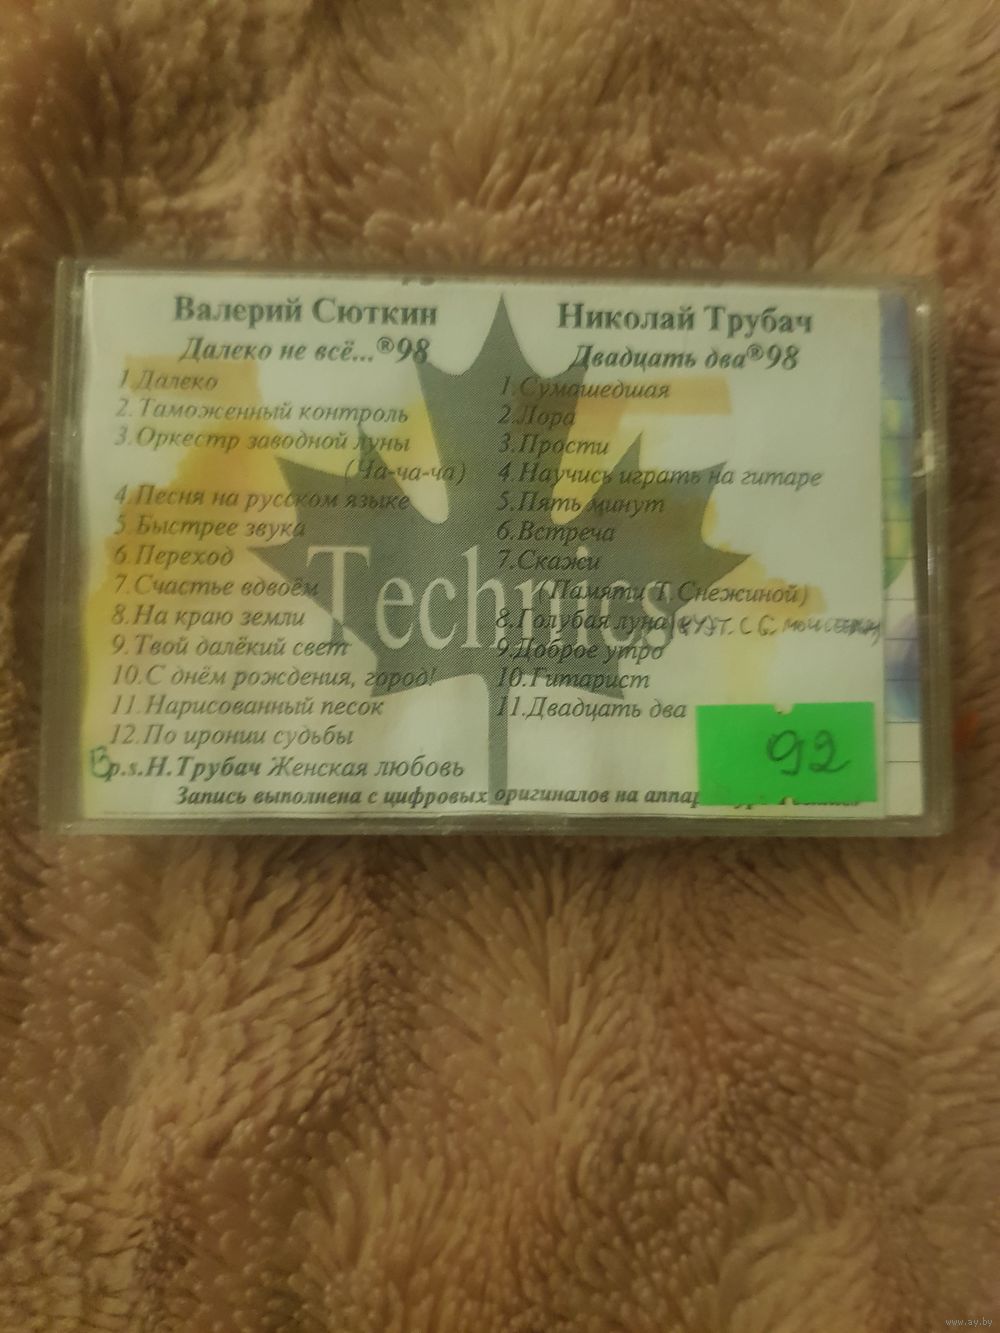 Валерий Сюткин
Далеко не всё...®98
1.Далеко
2.Таможенный контроль
3.Оркестр заводной луны
(Ча-ча-ча)
4.Песня на русском языке
5.Быстрее звука
6.Переход
7.Счастье вдвоём
8.На краю земли
9.Твой далёкий свет
10.С днём рождения, город!
11.Нарисованный песок
12.По иронии судьбы
p.s.Н.Трубач Женская любовь
Николай Трубач
Двадцать два®98
1.Сумашедшая
2.Лора
3.Прости
4.Научись играть на гитаре
5.Пять минут
6.Встреча
7.Скажи
(Памяти Т.Снежиной)
8.Голубая луна
9.Доброе утро
10.Гитарист
11.Двадцать два
Запись выполнена с цифровых оригиналов на
Technics
92
www.ay.by